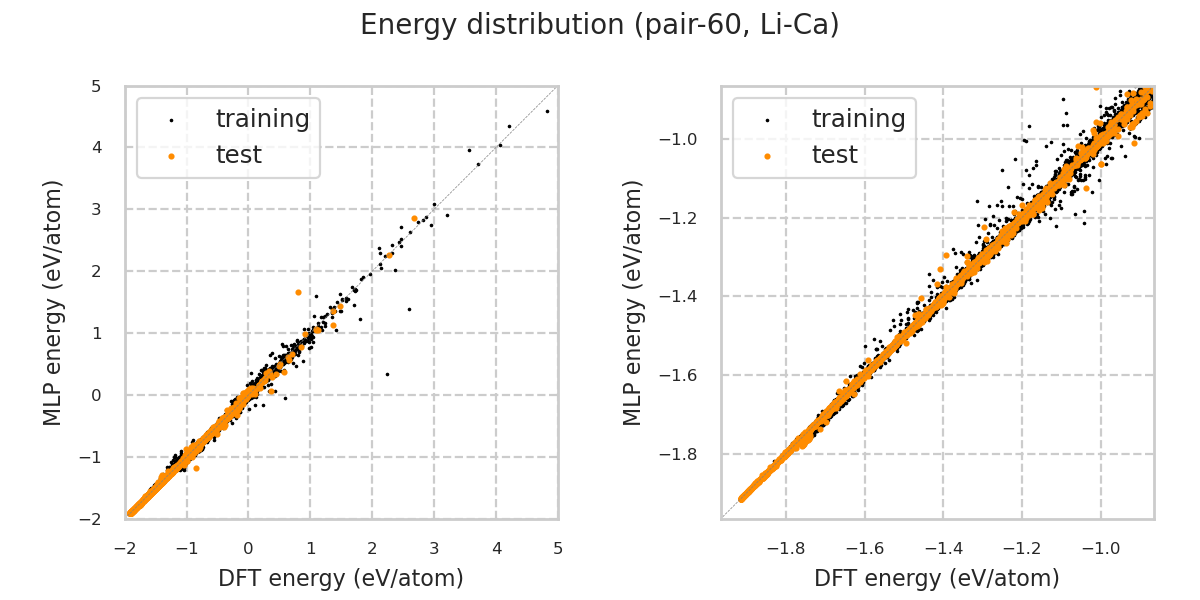 Energy distribution (pair-60, Li-Ca)
MLP energy (eV/atom)
5
4
3
2
1
0
−1
−2
training
test
−2 −1 0 1 2 3 4 5
DFT energy (eV/atom)
MLP energy (eV/atom)
−1.0
−1.2
−1.4
−1.6
−1.8
training
test
−1.8 −1.6 −1.4 −1.2 −1.0
DFT energy (eV/atom)